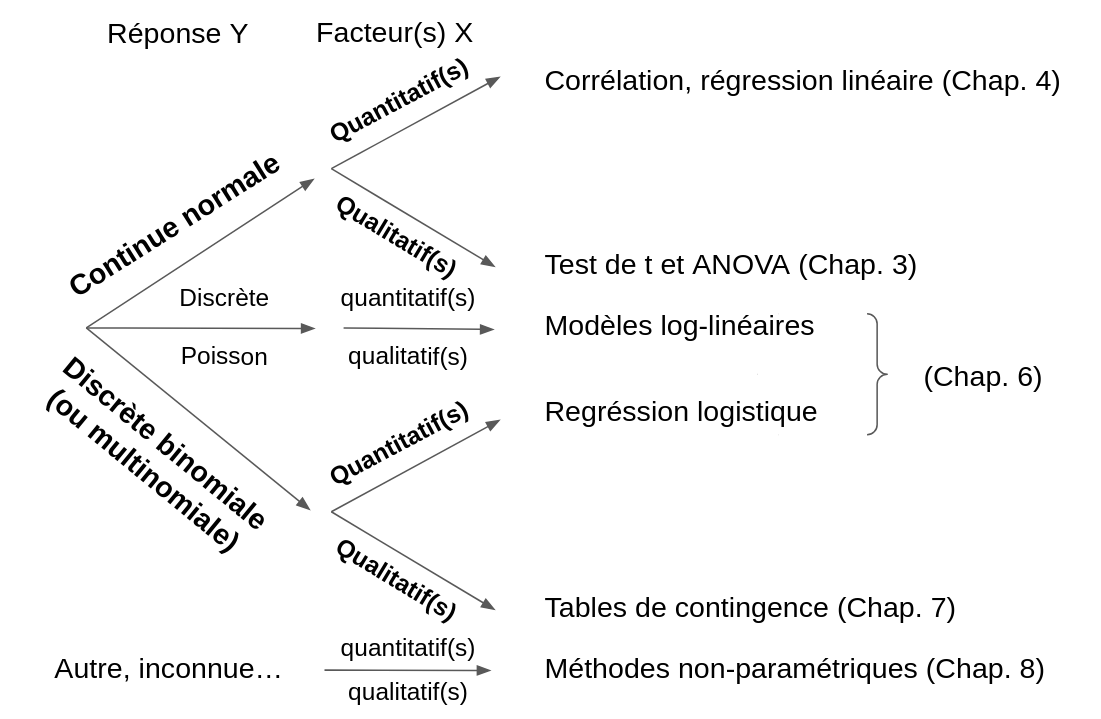 Réponse Y
Facteur(s) X
Continue normale
Quantitatif(s)
Corrélation, régression linéaire (Chap. 4)
Qualitatif(s)
Test de t et ANOVA (Chap. 3)
Discrète
Poisson
quantitatif(s)
qualitatif(s)
Modèles log-linéaires
(Chap. 6)
Discrète binomiale
(ou multinomiale)
Quantitatif(s)
Regréssion logistique
Qualitatif(s)
Tables de contingence (Chap. 7)
Autre, inconnue…
quantitatif(s)
qualitatif(s)
Méthodes non-paramétriques (Chap. 8)